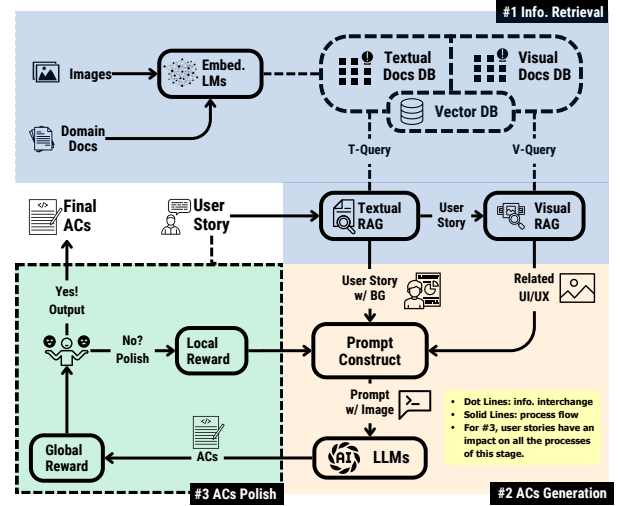 #1 Info. Retrieval
Images
Embed.
LMs
Textual
Docs DB
Visual
Docs DB
Vector DB
Domain
Docs
T-Query
V-Query
Final
ACs
User
Story
Textual
RAG
User
Story
Visual
RAG
Yes!
Output
User Story
w/ BG
Related
UI/UX
No?
Polish
Local
Reward
Prompt
Construct
Prompt
w/ Image
• Dot Lines: info. interchange
• Solid Lines: process flow
• For #3, user stories have an
impact on all the processes
of this stage.
Global
Reward
ACs
AI
LLMs
#3 ACs Polish
#2 ACs Generation